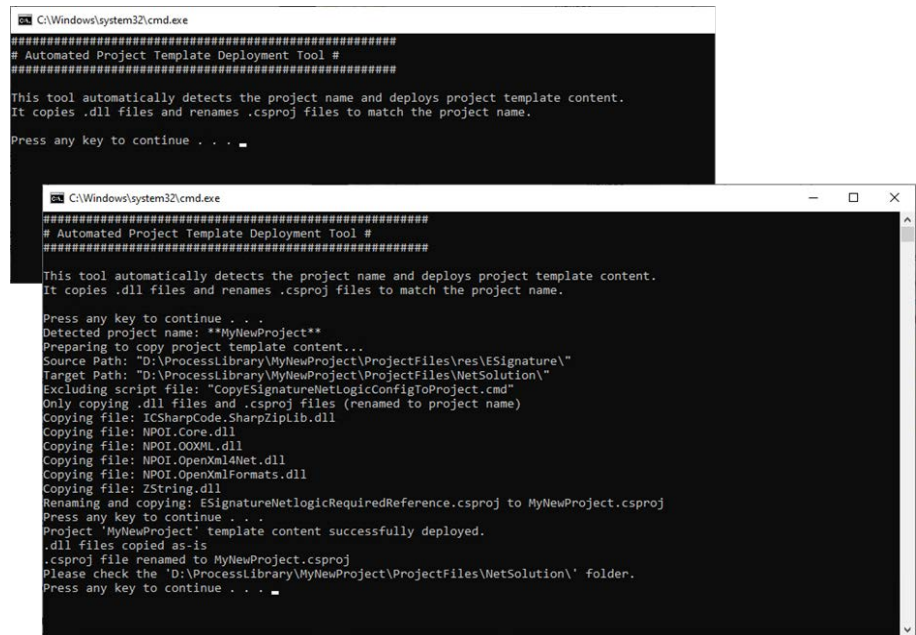 C:\Windows\system32\cmd.exe
######################################################
# Automated Project Template Deployment Tool #
######################################################
This tool automatically detects the project name and deploys project template content.
It copies .dll files and renames .csproj files to match the project name.
Press any key to continue . . .
C:\Windows\system32\cmd.exe
######################################################
# Automated Project Template Deployment Tool #
######################################################
This tool automatically detects the project name and deploys project template content.
It copies .dll files and renames .csproj files to match the project name.
Press any key to continue . . .
Detected project name: **MyNewProject**
Preparing to copy project template content...
Source Path: "D:\ProcessLibrary\MyNewProject\ProjectFiles\res\ESignature\"
Target Path: "D:\ProcessLibrary\MyNewProject\ProjectFiles\NetSolution\"
Excluding script file: "CopyESignatureNetLogicConfigToProject.cmd"
Only copying .dll files and .csproj files (renamed to project name)
Copying file: ICSharpCode.SharpZipLib.dll
Copying file: NPOI.Core.dll
Copying file: NPOI.OOXML.dll
Copying file: NPOI.OpenXml4Net.dll
Copying file: NPOI.OpenXmlFormats.dll
Copying file: ZString.dll
Renaming and copying: ESignatureNetlogicRequiredReference.csproj to MyNewProject.csproj
Press any key to continue . . .
Project 'MyNewProject' template content successfully deployed.
.dll files copied as-is
.csproj file renamed to MyNewProject.csproj
Please check the 'D:\ProcessLibrary\MyNewProject\ProjectFiles\NetSolution\' folder.
Press any key to continue . . .